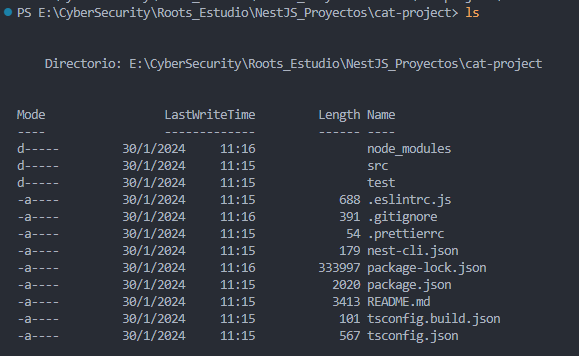 PS E:\CyberSecurity\Roots_Estudio\NestJS_Proyectos\cat-project> ls
Directorio: E:\CyberSecurity\Roots_Estudio\NestJS_Proyectos\cat-project
Mode LastWriteTime Length Name
---- ------------- ------ ----
d----- 30/1/2024 11:16 node_modules
d----- 30/1/2024 11:15 src
d----- 30/1/2024 11:15 test
-a---- 30/1/2024 11:15 688 .eslintrc.js
-a---- 30/1/2024 11:16 391 .gitignore
-a---- 30/1/2024 11:15 54 .prettierrc
-a---- 30/1/2024 11:15 179 nest-cli.json
-a---- 30/1/2024 11:16 333997 package-lock.json
-a---- 30/1/2024 11:15 2020 package.json
-a---- 30/1/2024 11:15 3413 README.md
-a---- 30/1/2024 11:15 101 tsconfig.build.json
-a---- 30/1/2024 11:15 567 tsconfig.json